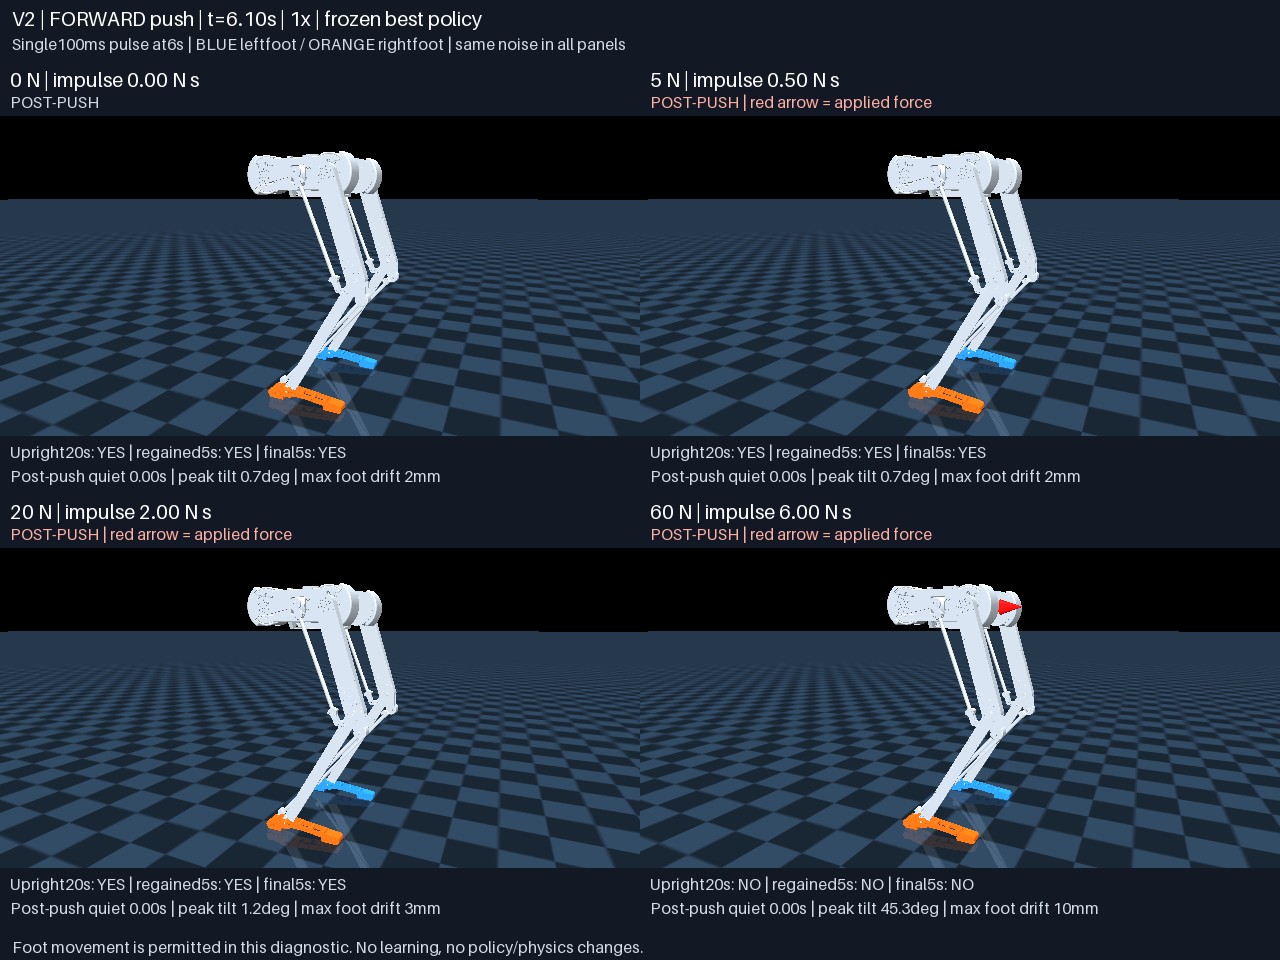 V2 | FORWARD push | t=6.10s | 1x | frozen best policy
Single100ms pulse at6s | BLUE leftfoot / ORANGE rightfoot | same noise in all panels
0 N | impulse 0.00 N s
POST-PUSH
5 N | impulse 0.50 N s
POST-PUSH | red arrow = applied force
Upright20s: YES | regained5s: YES | final5s: YES
Post-push quiet 0.00s | peak tilt 0.7deg | max foot drift 2mm
Upright20s: YES | regained5s: YES | final5s: YES
Post-push quiet 0.00s | peak tilt 0.7deg | max foot drift 2mm
20 N | impulse 2.00 N s
POST-PUSH | red arrow = applied force
60 N | impulse 6.00 N s
POST-PUSH | red arrow = applied force
Upright20s: YES | regained5s: YES | final5s: YES
Post-push quiet 0.00s | peak tilt 1.2deg | max foot drift 3mm
Upright20s: NO | regained5s: NO | final5s: NO
Post-push quiet 0.00s | peak tilt 45.3deg | max foot drift 10mm
Foot movement is permitted in this diagnostic. No learning, no policy/physics changes.